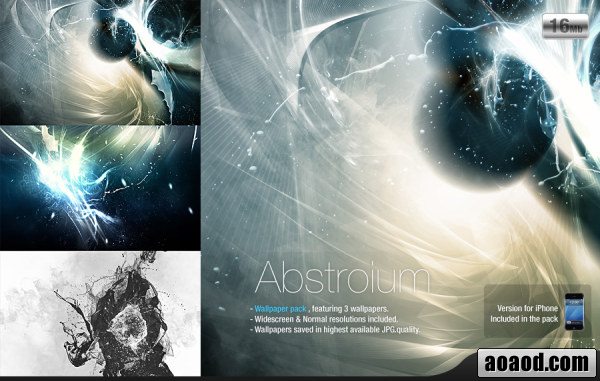 16Mb
Abstroium
- Wallpaper pack , featuring 3 wallpapers.
- Widescreen & Normal resolutions included.
- Wallpapers saved in highest available JPG.quality.
Version for iPhone
Included in the pack
aoaod.com